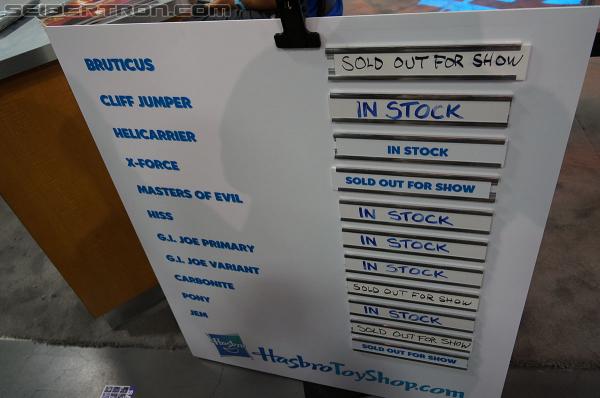 SEIBERTRON.COM
BRUTICUS SOLD OUT FOR SHOW
CLIFF JUMPER IN STOCK
HELICARRIER IN STOCK
X-FORCE SOLD OUT FOR SHOW
MASTERS OF EVIL IN STOCK
HISS IN STOCK
G.I. JOE PRIMARY IN STOCK
G.I. JOE VARIANT SOLD OUT FOR SHOW
CARBONITE IN STOCK
PONY SOLD OUT FOR SHOW
JEM SOLD OUT FOR SHOW
Hasbro HasbroToyShop.com